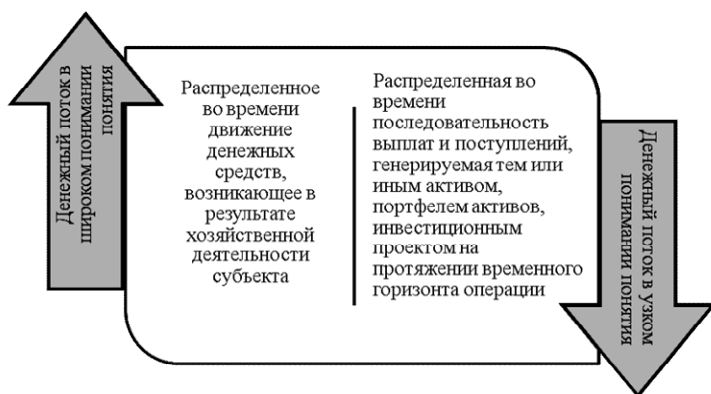 Денежный поток в
широком понимании
понятия
Распределенное
во времени
движение
денежных
средств,
возникающее в
результате
хозяйственной
деятельности
субъекта
Распределенная во
времени
последовательность
выплат и поступлений,
генерируемая тем или
иным активом,
портфелем активов,
инвестиционным
проектом на
протяжении временного
горизонта операции
Денежный поток в узком
понимании понятия